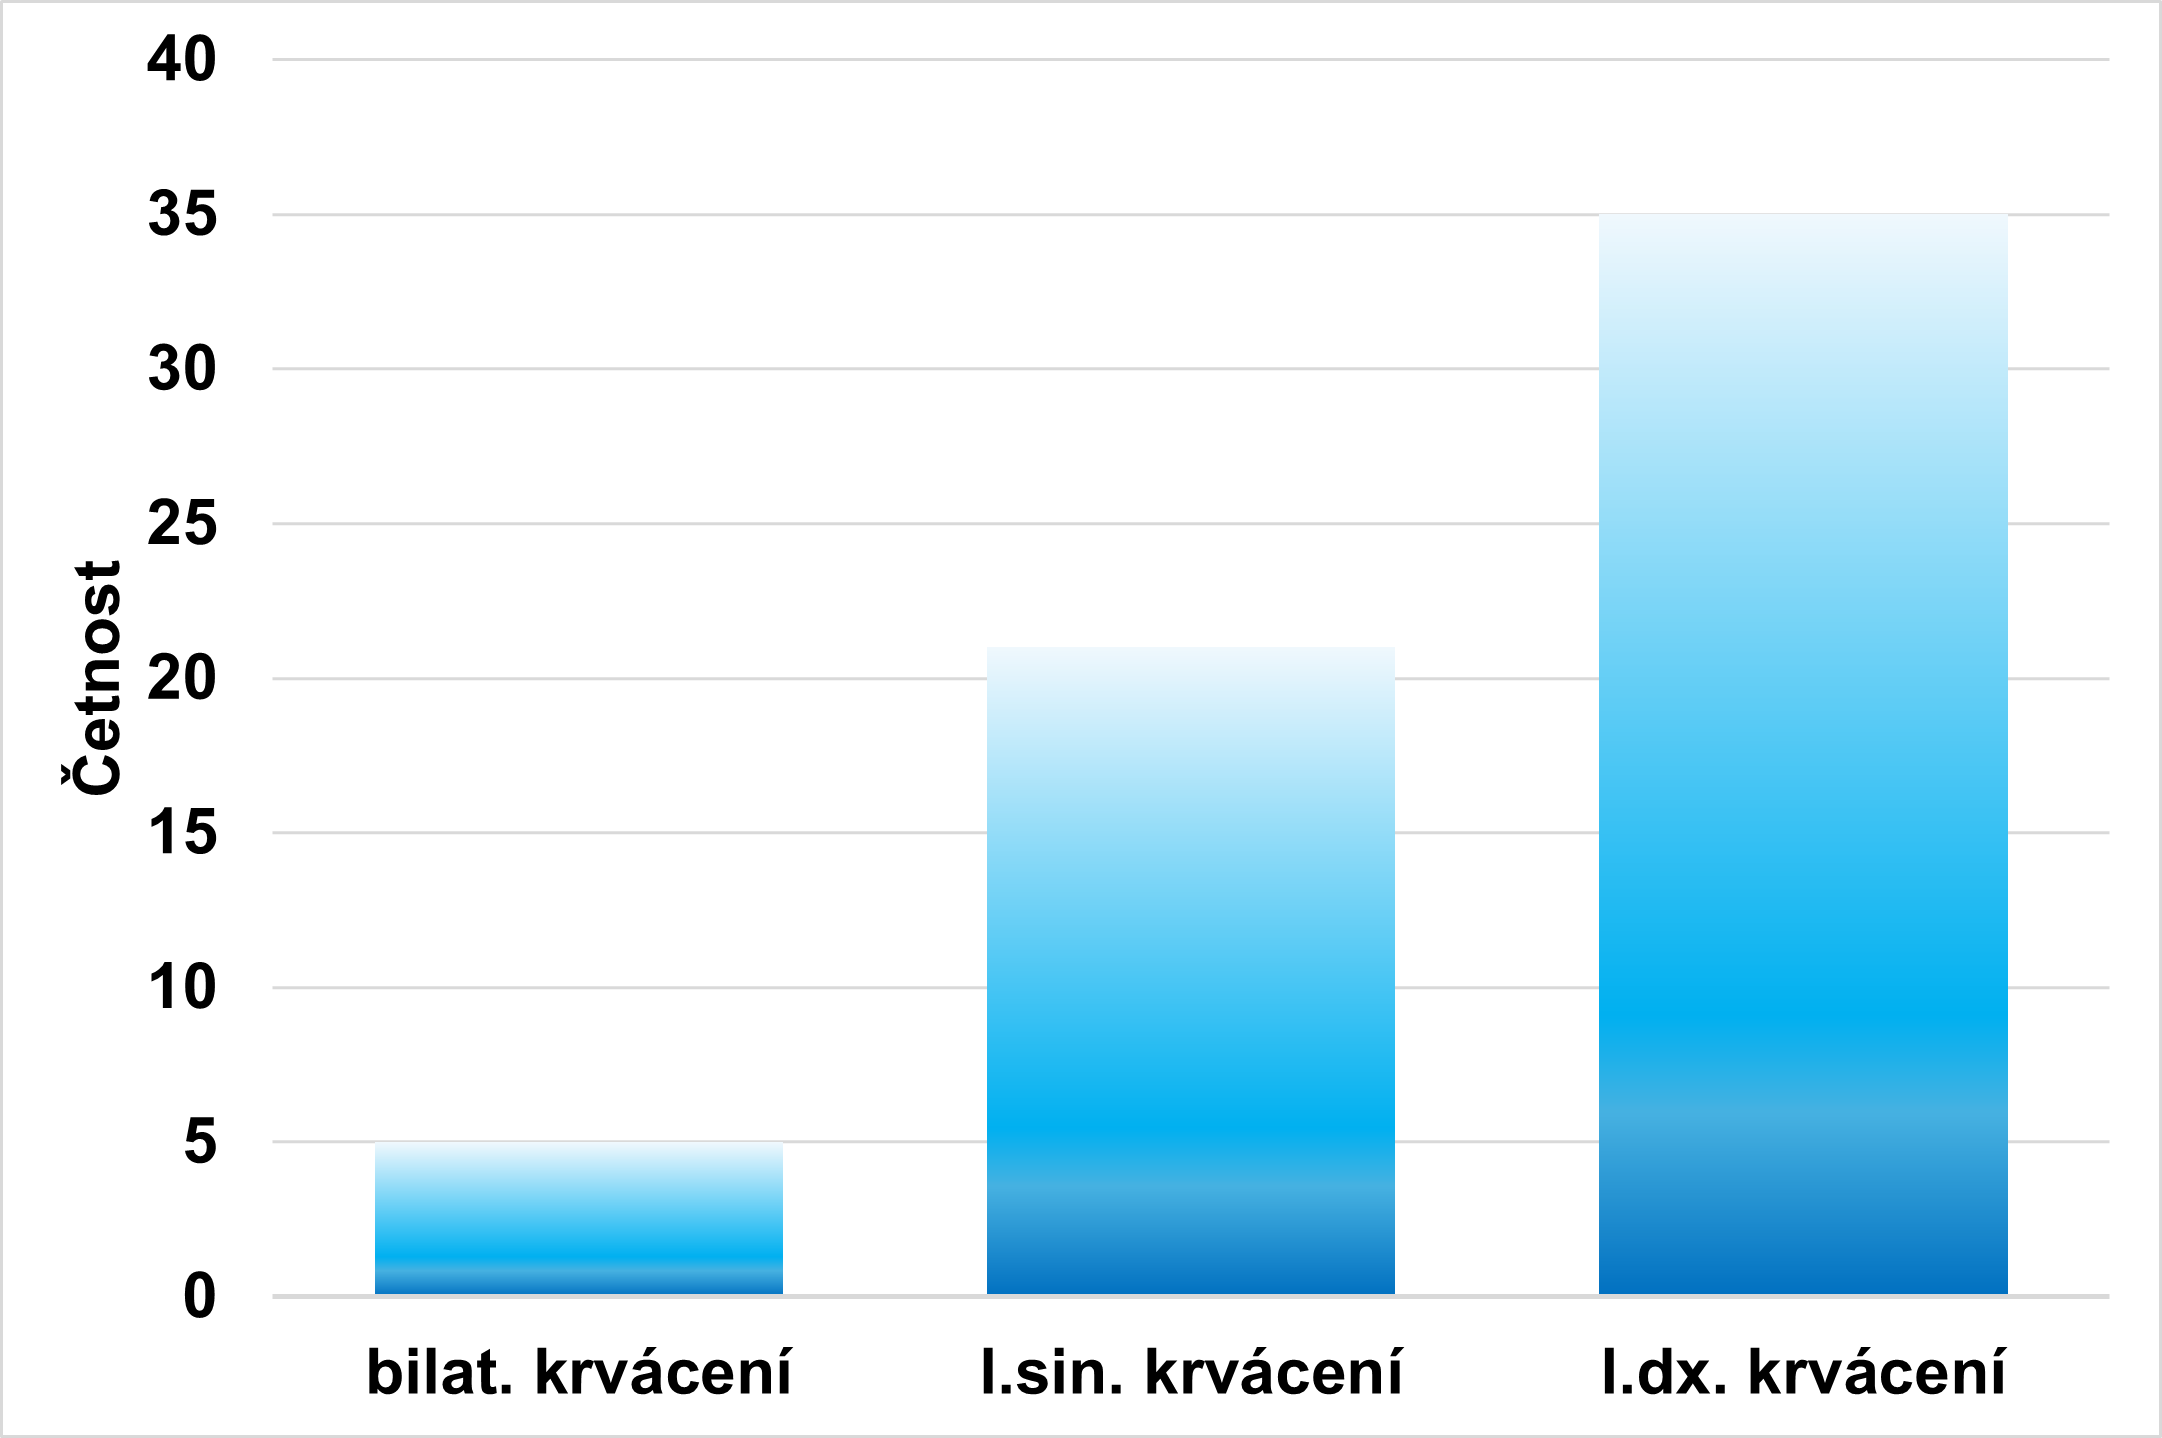 40
35
30
25
20
15
10
5
0
Četnost
bilat. krvácení
l.sin. krvácení
l.dx. krvácení